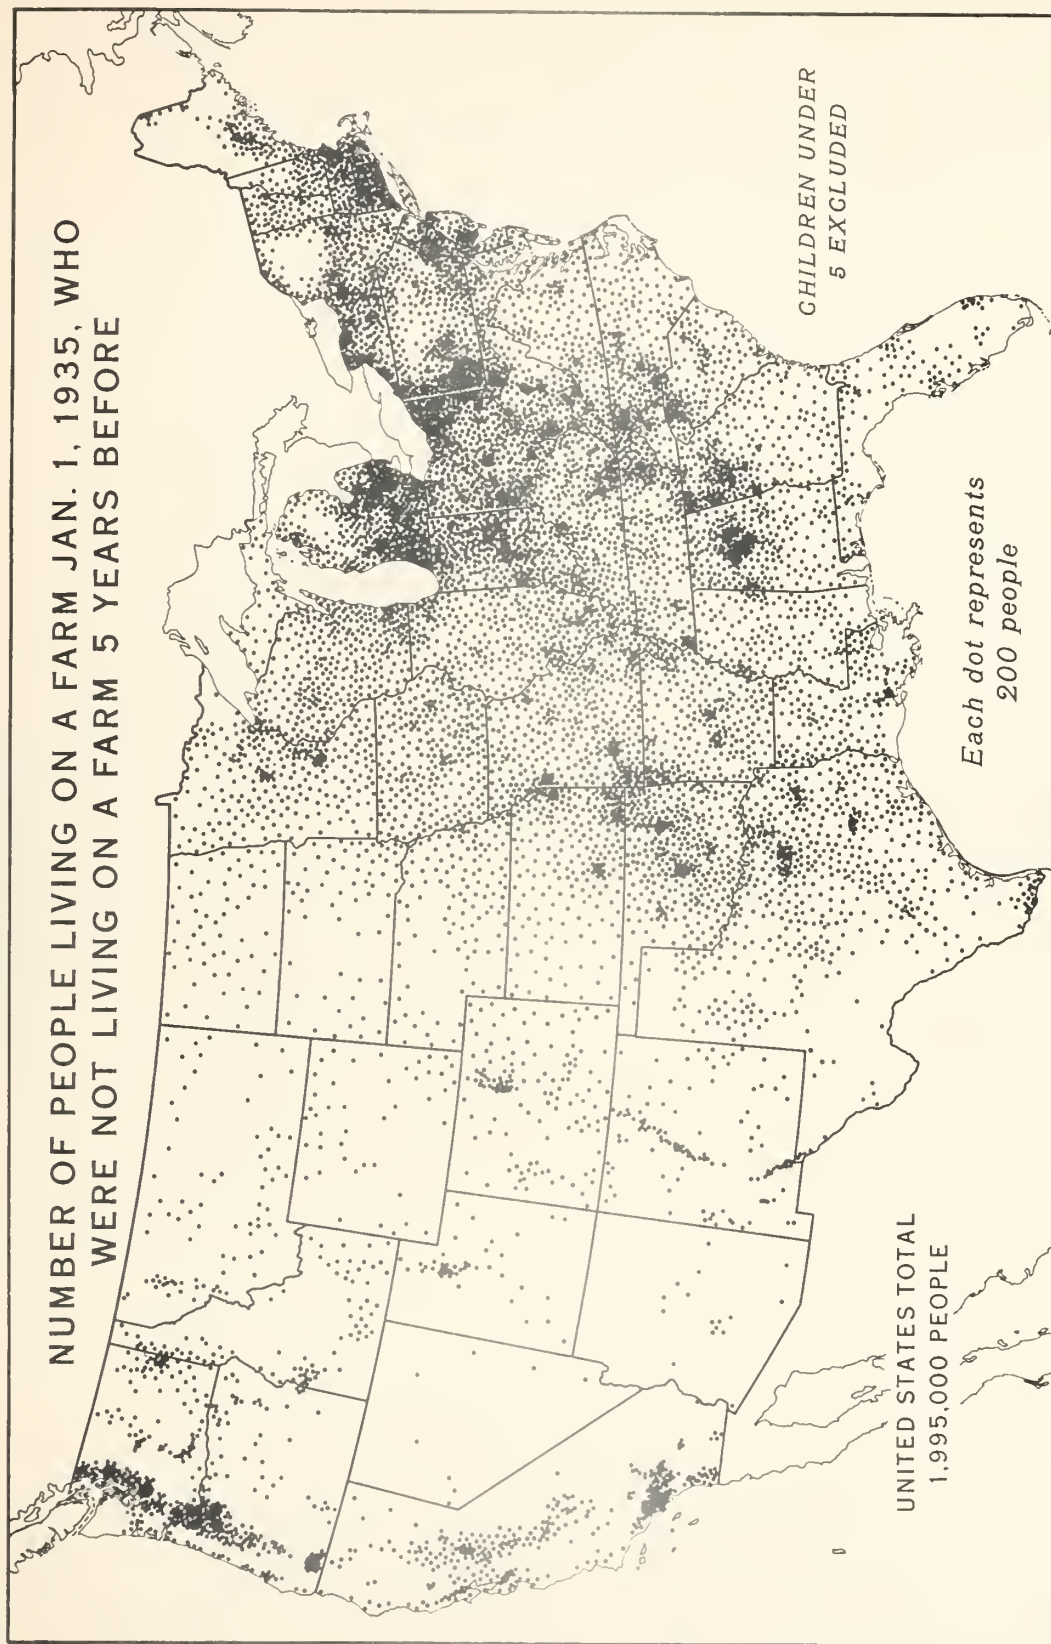 NUMBER OF PEOPLE LIVING ON A FARM JAN. 1, 1935, WHO
WERE NOT LIVING ON A FARM 5 YEARS BEFORE
CHILDREN UNDER
5 EXCLUDED
Each dot represents
200 people
UNITED STATES TOTAL
1,995,000 PEOPLE